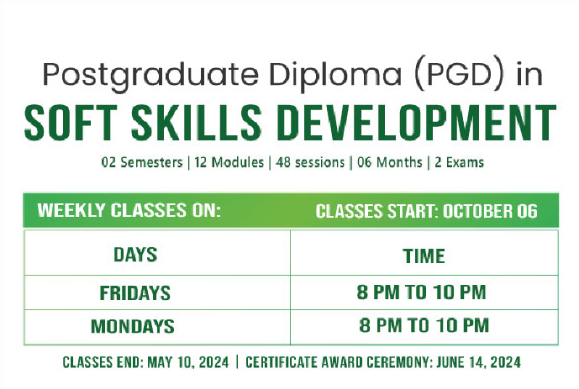 Postgraduate Diploma (PGD) in
SOFT SKILLS DEVELOPMENT
02 Semesters | 12 Modules | 48 sessions | 06 Months | 2 Exams
WEEKLY CLASSES ON: CLASSES START: OCTOBER 06
DAYS TIME
FRIDAYS 8 PM TO 10 PM
MONDAYS 8 PM TO 10 PM
CLASSES END: MAY 10, 2024 | CERTIFICATE AWARD CEREMONY: JUNE 14, 2024